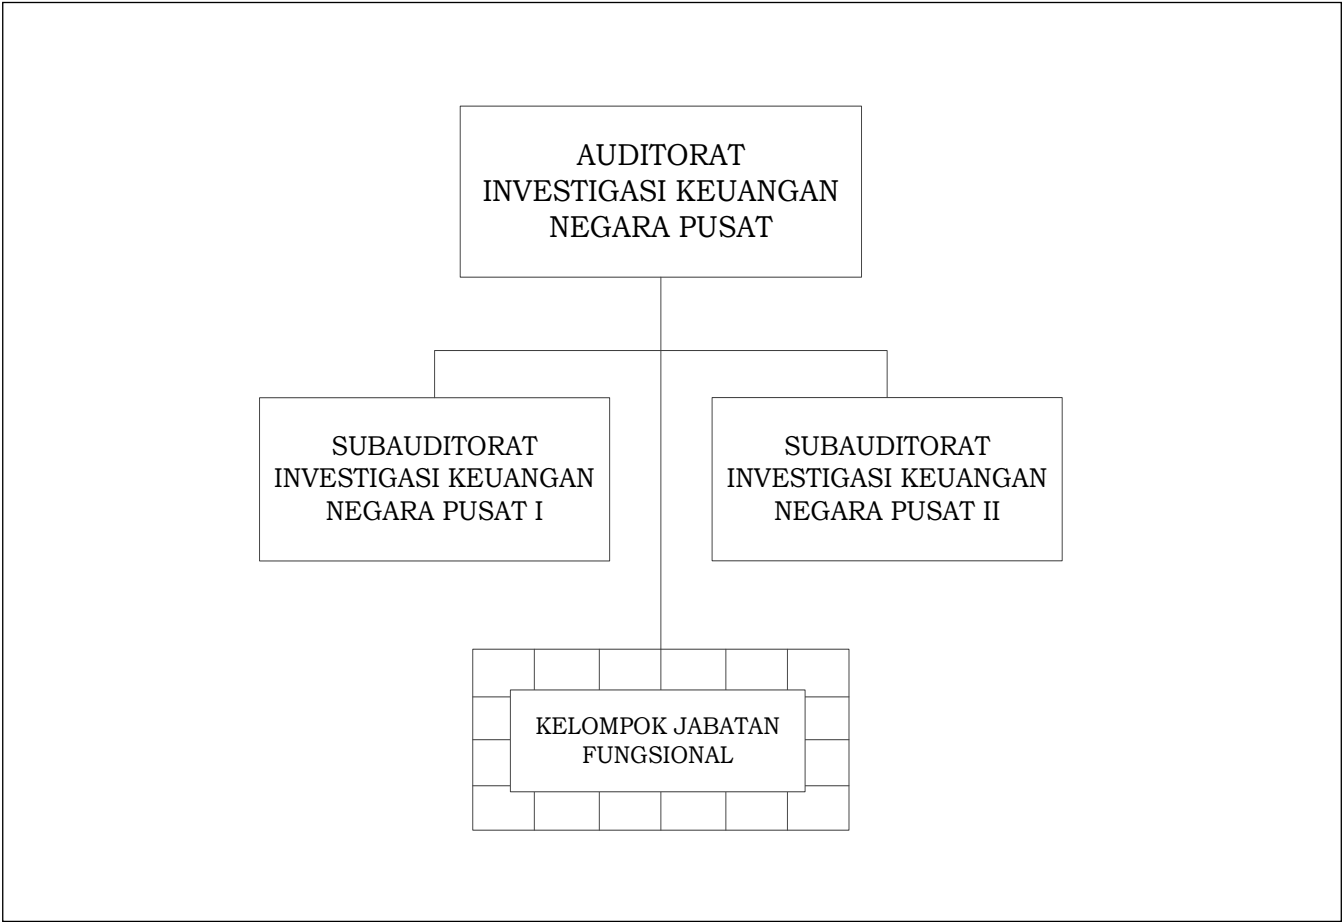 AUDITORAT
INVESTIGASI KEUANGAN
NEGARA PUSAT
SUBAUDITORAT
INVESTIGASI KEUANGAN
NEGARA PUSAT I
SUBAUDITORAT
INVESTIGASI KEUANGAN
NEGARA PUSAT II
KELOMPOK JABATAN
FUNGSIONAL